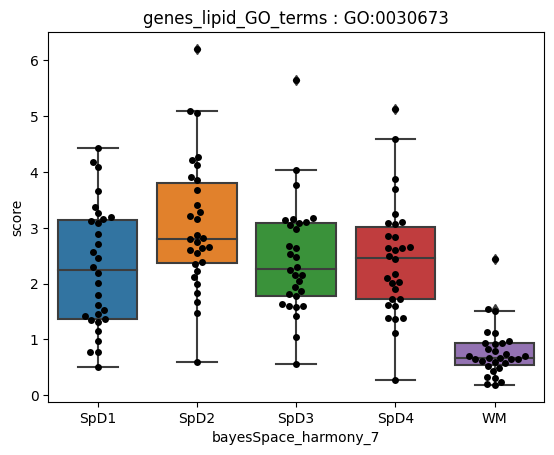 genes_lipid_GO_terms : GO:0030673
score
6
5
4
3
2
1
0
SpD1 SpD2 SpD3 SpD4 WM
bayesSpace_harmony_7